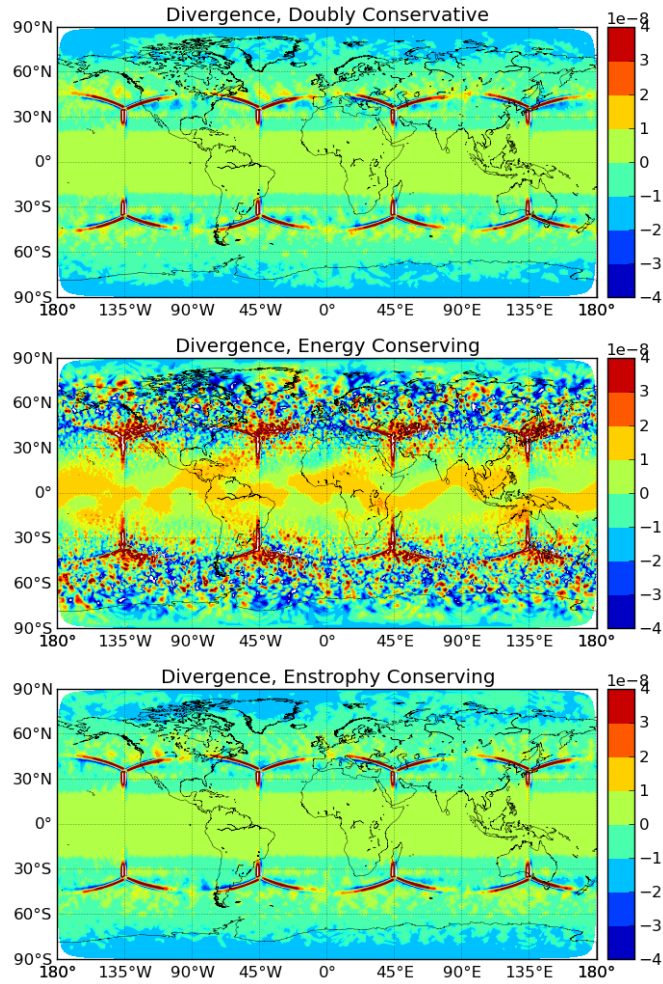 Divergence, Doubly Conservative
90°N
60°N
30°N
0°
30°S
60°S
90°S
180° 135°W 90°W 45°W 0° 45°E 90°E 135°E 180°
1e−8
4
3
2
1
0
−1
−2
−3
−4
Divergence, Energy Conserving
90°N
60°N
30°N
0°
30°S
60°S
90°S
180° 135°W 90°W 45°W 0° 45°E 90°E 135°E 180°
1e−8
4
3
2
1
0
−1
−2
−3
−4
Divergence, Enstrophy Conserving
90°N
60°N
30°N
0°
30°S
60°S
90°S
180° 135°W 90°W 45°W 0° 45°E 90°E 135°E 180°
1e−8
4
3
2
1
0
−1
−2
−3
−4